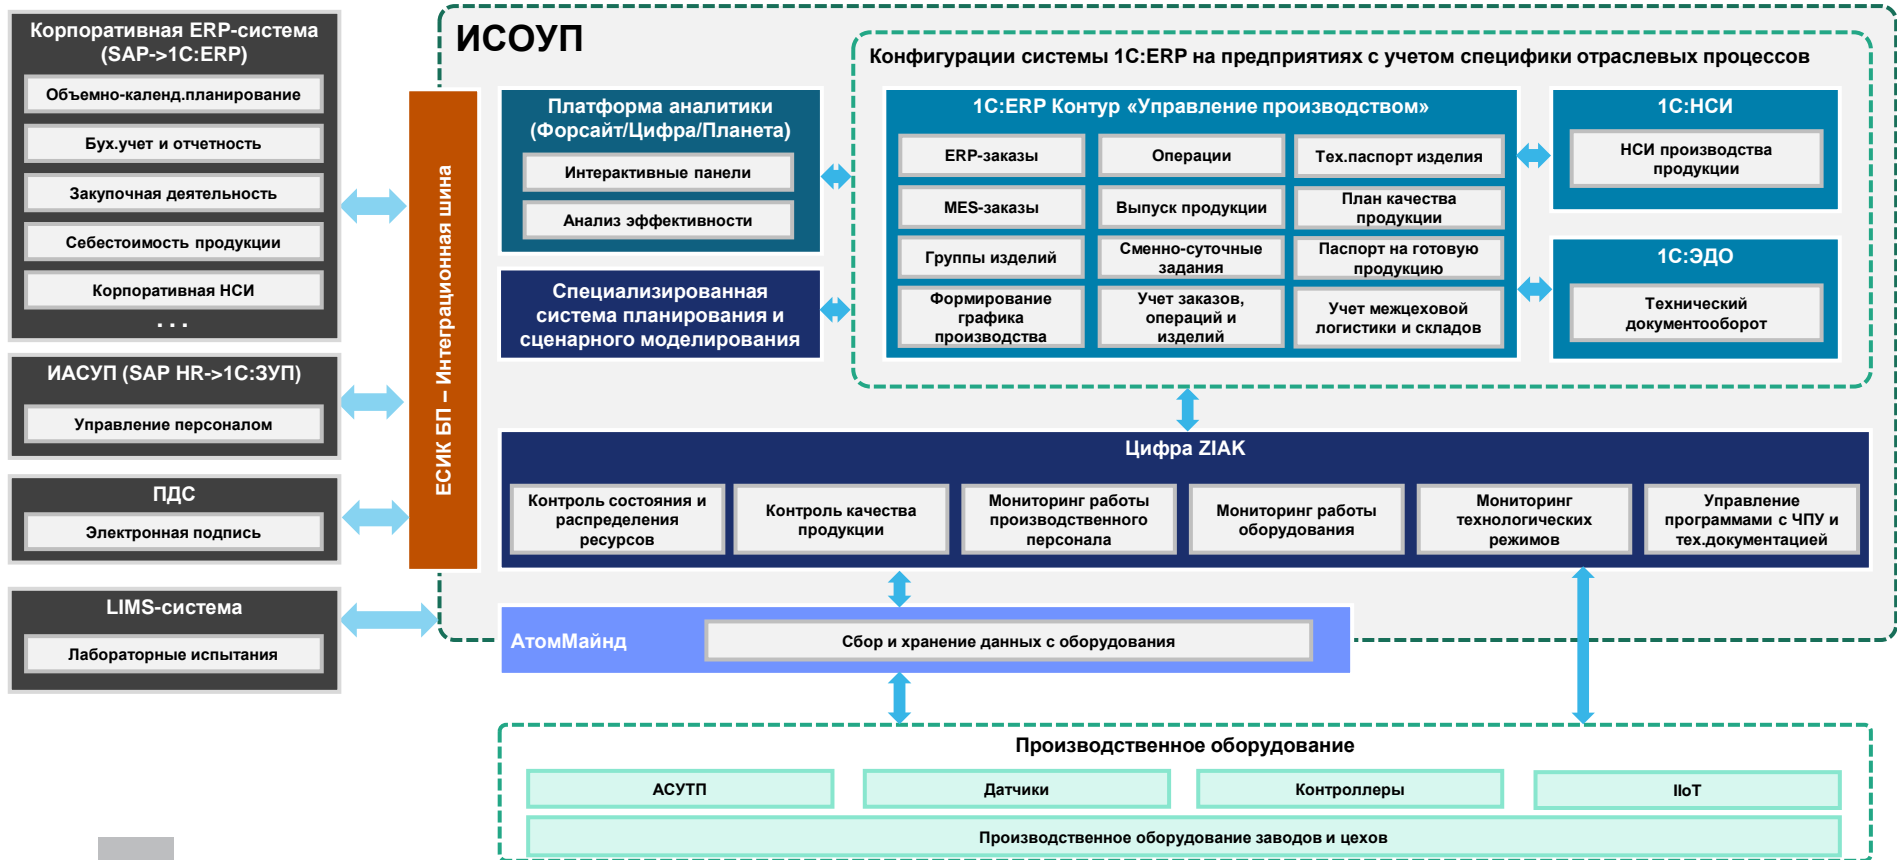 Корпоративная ERP-система
(SAP->1C:ERP)
Объемно-календ.планирование
Бух.учет и отчетность
Закупочная деятельность
Себестоимость продукции
Корпоративная НСИ
. . .
ИАСУП (SAP HR->1С:ЗУП)
Управление персоналом
ПДС
Электронная подпись
LIMS-система
Лабораторные испытания
ЕСИК БП – Интеграционная шина
ИСОУП
Платформа аналитики
(Форсайт/Цифра/Планета)
Интерактивные панели
Анализ эффективности
Специализированная
система планирования и
сценарного моделирования
Конфигурации системы 1С:ERP на предприятиях с учетом специфики отраслевых процессов
1С:ERP Контур «Управление производством»
ERP-заказы
Операции
Тех.паспорт изделия
MES-заказы
Выпуск продукции
План качества
продукции
Группы изделий
Сменно-суточные
задания
Паспорт на готовую
продукцию
Формирование
графика
производства
Учет заказов,
операций и
изделий
Учет межцеховой
логистики и складов
1С:НСИ
НСИ производства
продукции
1С:ЭДО
Технический
документооборот
Цифра ZIAK
Контроль состояния и
распределения
ресурсов
Контроль качества
продукции
Мониторинг работы
производственного
персонала
Мониторинг работы
оборудования
Мониторинг
технологических
режимов
Управление
программами с ЧПУ и
тех.документацией
АтомМайнд
Сбор и хранение данных с оборудования
Производственное оборудование
АСУТП
Датчики
Контроллеры
IIoT
Производственное оборудование заводов и цехов